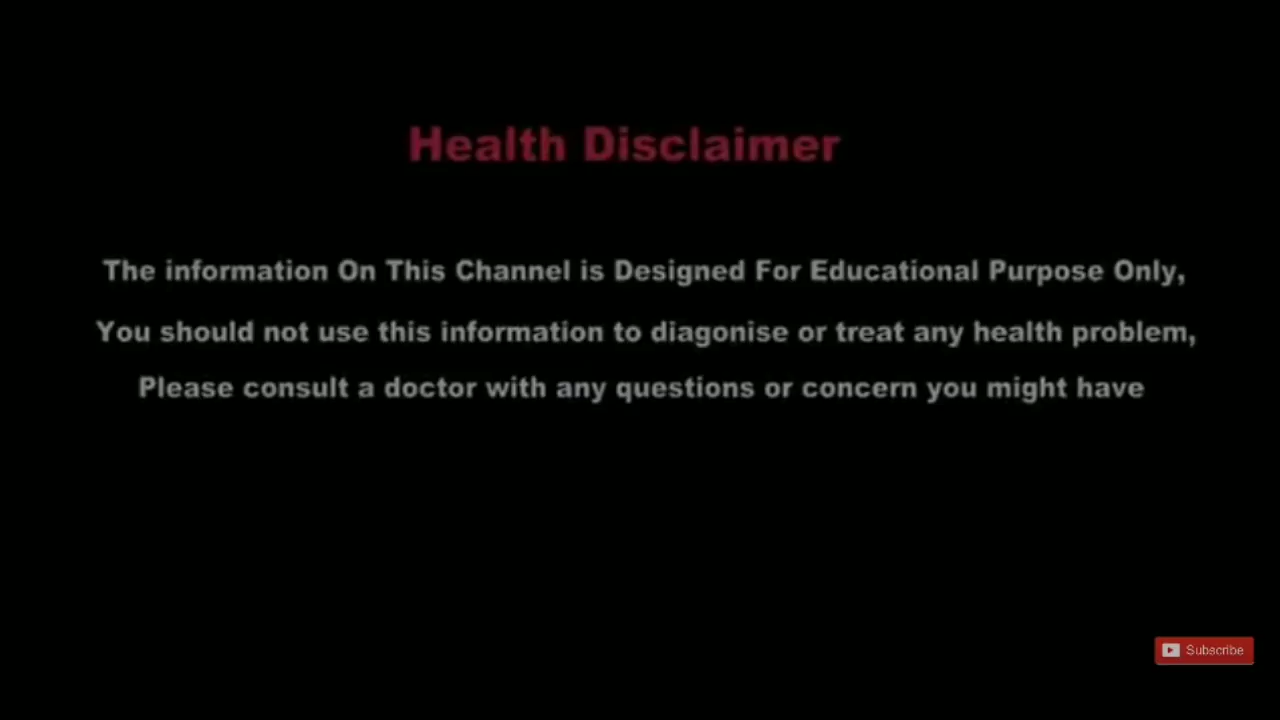 Health Disclaimer
The information On This Channel is Designed For Educational Purpose Only,
You should not use this information to diagonise or treat any health problem,
Please consult a doctor with any questions or concern you might have
Subscribe